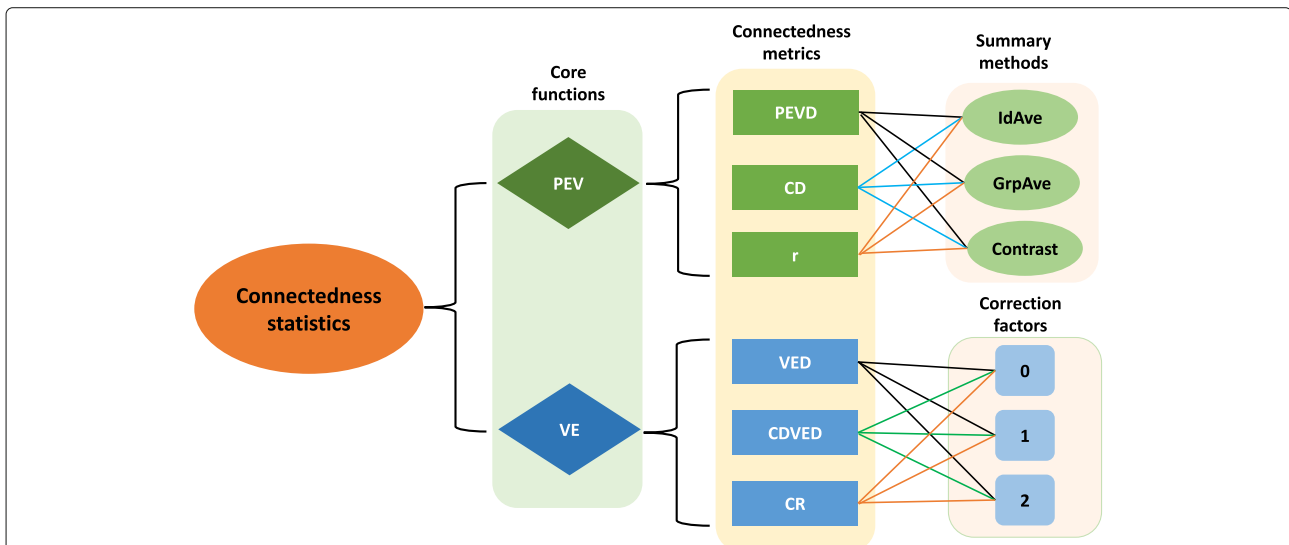 Connectedness
statistics
Core
functions
PEV
VE
Connectedness
metrics
PEVD
CD
r
VED
CDVED
CR
Summary
methods
IdAve
GrpAve
Contrast
Correction
factors
0
1
2